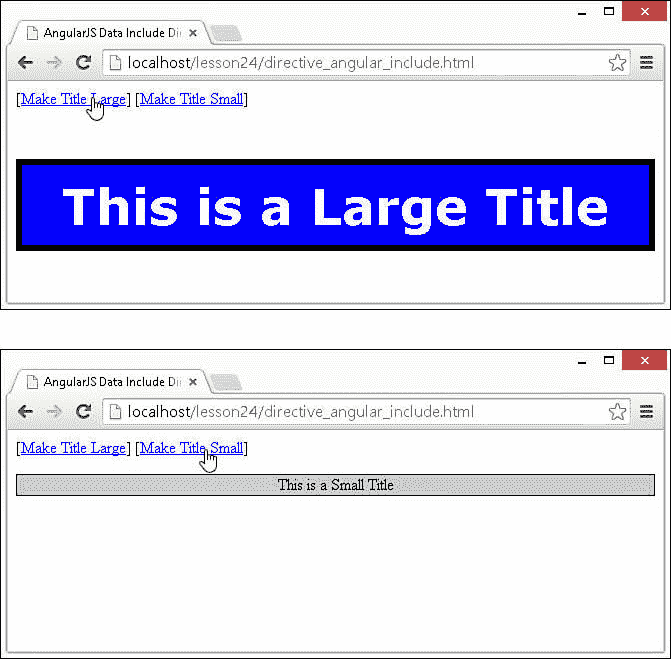 AngularJS Data Include Di
localhost/lesson24/directive_angular_include.html
[Make Title Large] [Make Title Small]
This is a Large Title
AngularJS Data Include Di
localhost/lesson24/directive_angular_include.html
[Make Title Large] [Make Title Small]
This is a Small Title